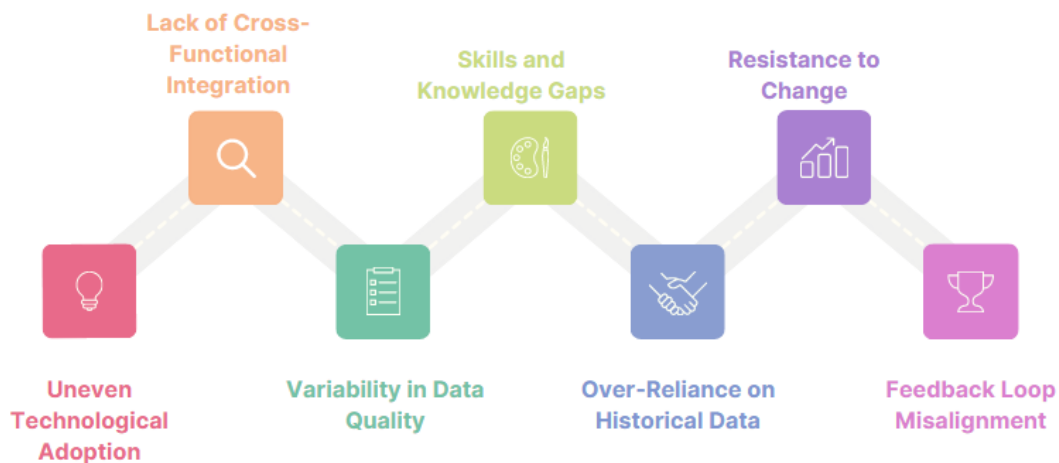 Lack of Cross-
Functional
Integration
Skills and
Knowledge Gaps
Resistance to
Change
Uneven
Technological
Adoption
Variability in Data
Quality
Over-Reliance on
Historical Data
Feedback Loop
Misalignment